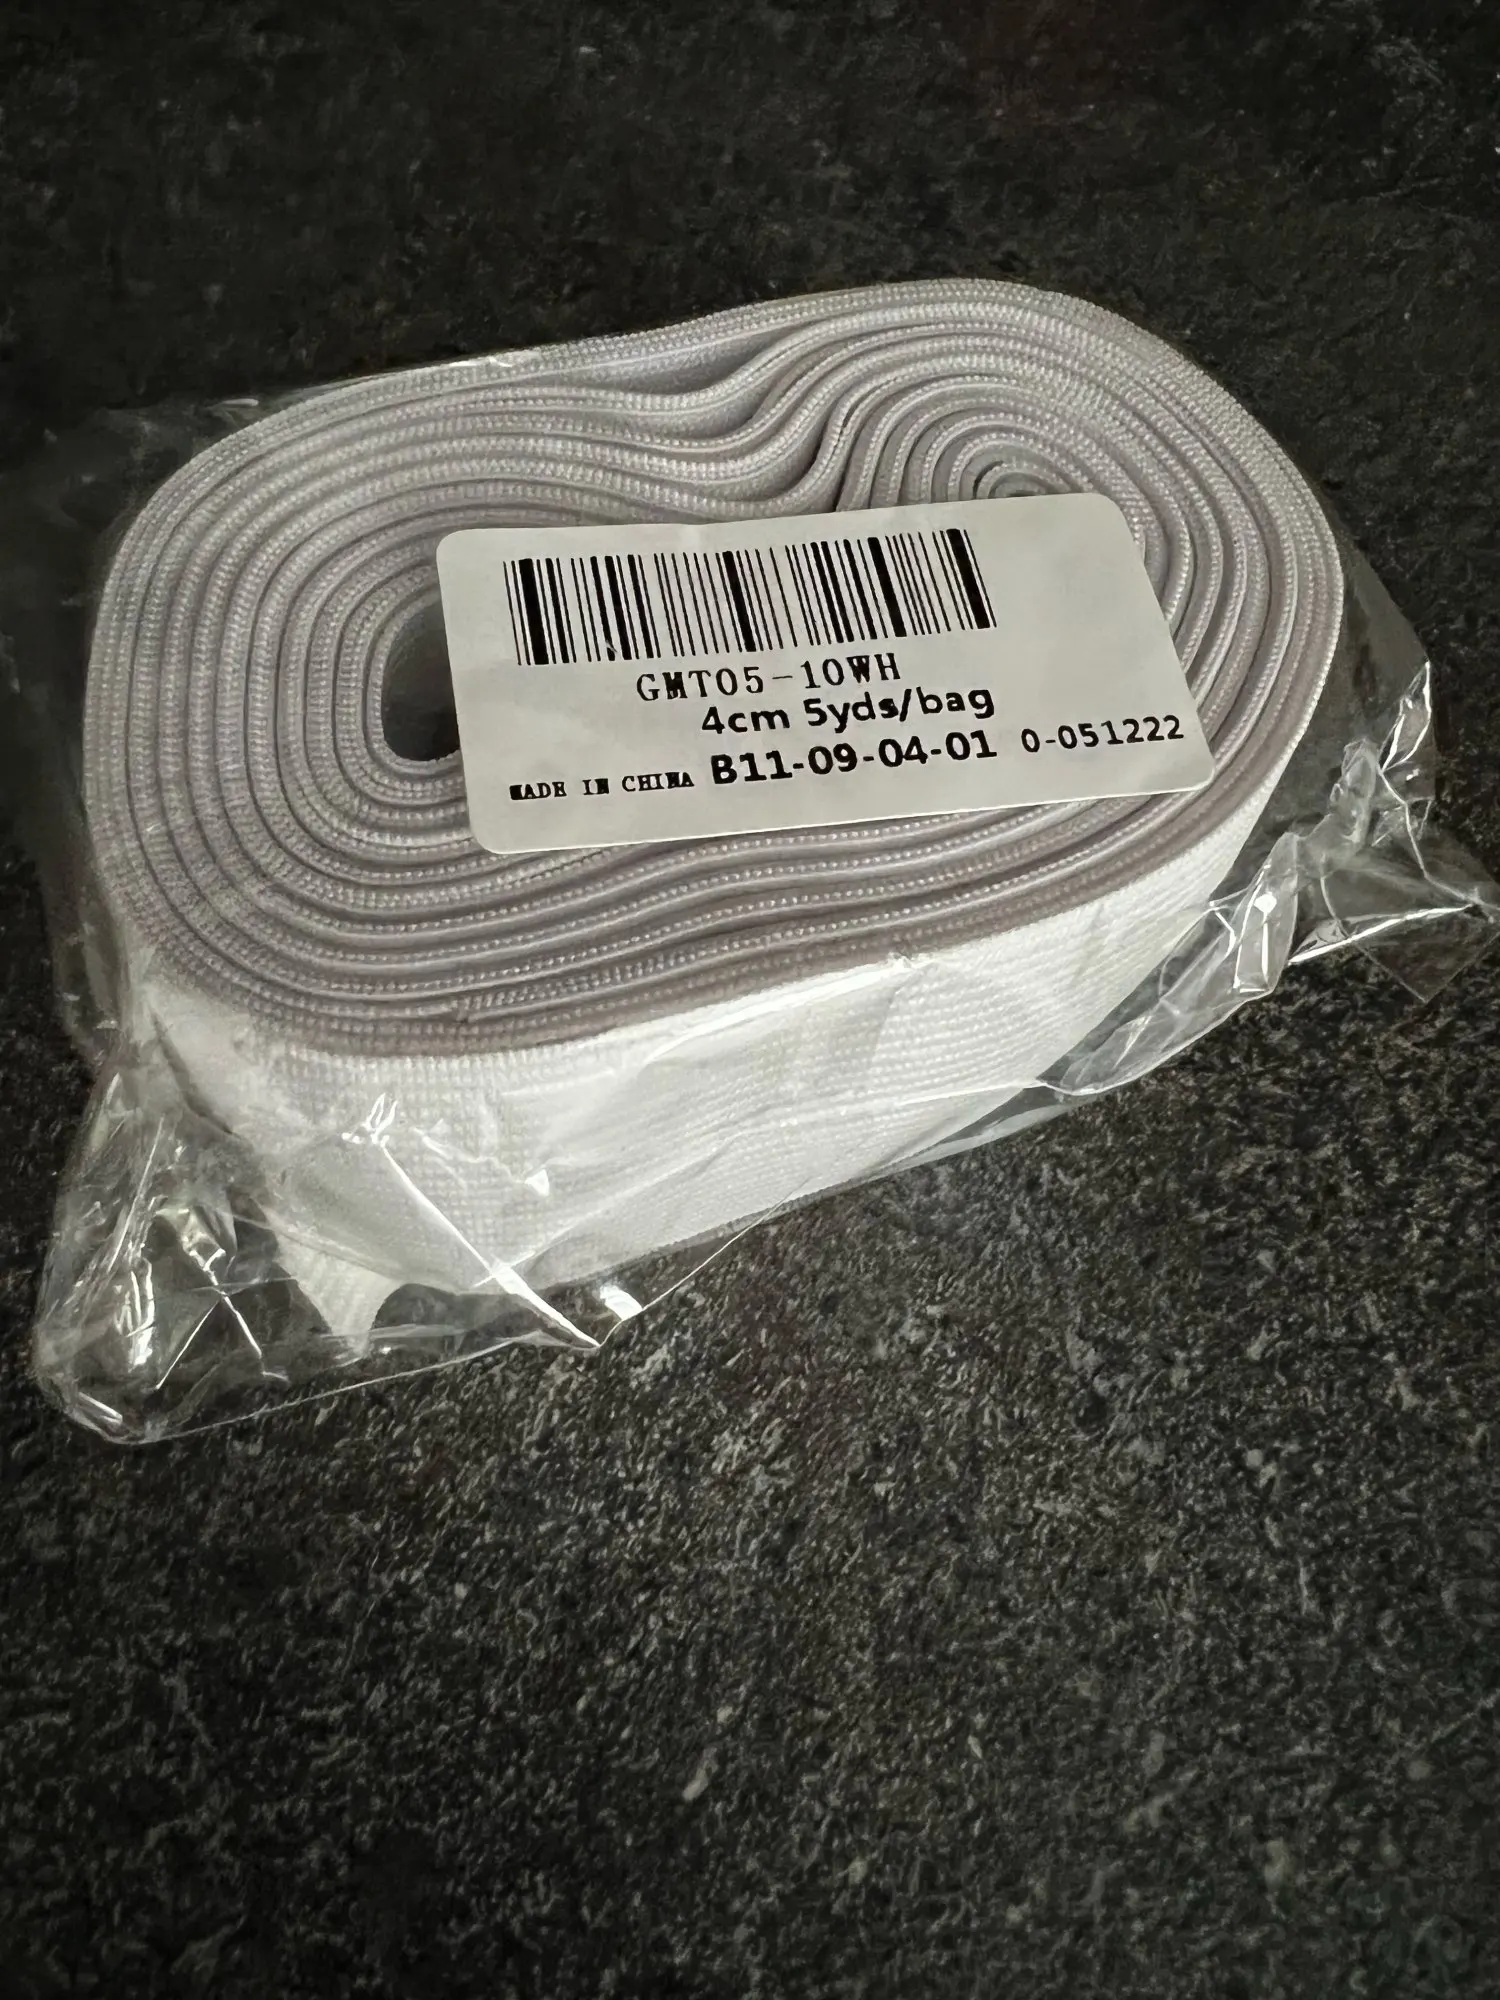 GMT05-10WH
4cm 5yds/bag
MADE IN CHINA B11-09-04-01 0-051222